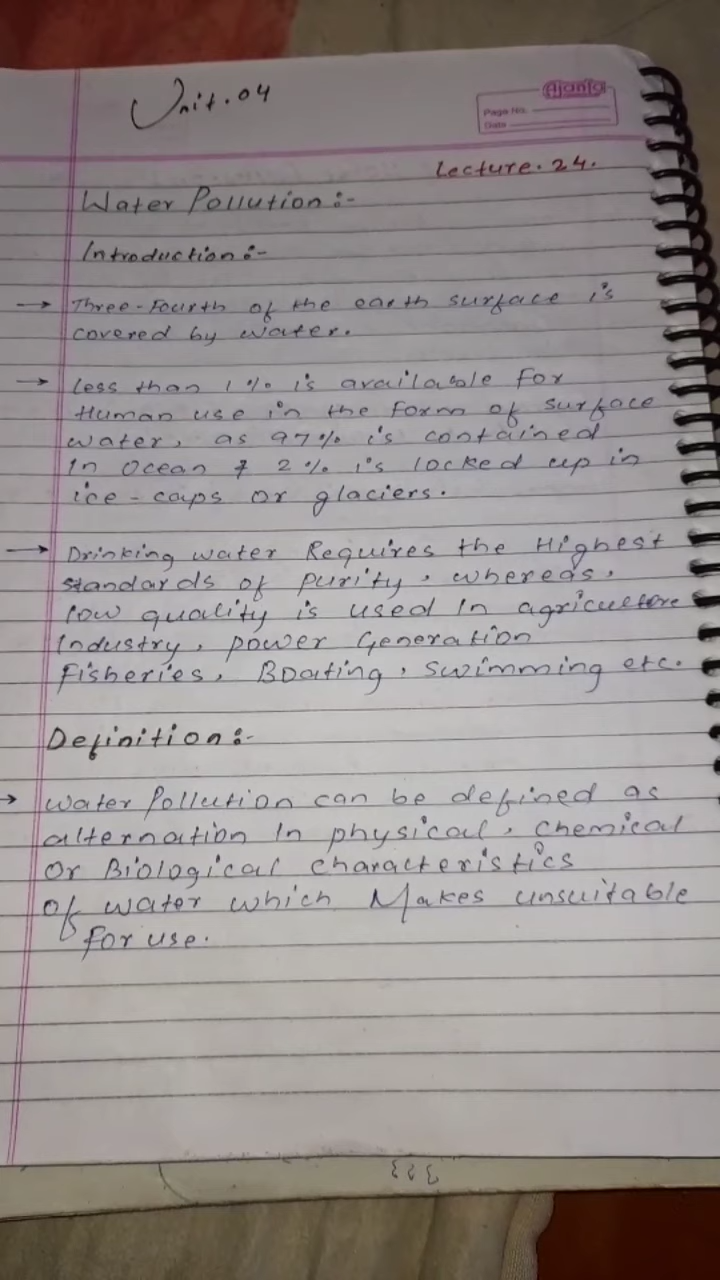 Unit.04
Ajanta
Page No.
Date
Lecture.24.
Water Pollution:-
Introduction:-
→ Three-Fourth of the earth surface is
covered by water.
→ Less than 1% is available for
Human use in the form of surface
water, as 97% is contained
In Ocean & 2% is locked up in
ice-caps or glaciers.
→ Drinking water Requires the Highest
standards of purity, whereas,
low quality is used In agriculture
Industry, power Generation
Fisheries, Boating, swimming etc.
Definition:-
→ Water Pollution can be defined as
alternation In physical, chemical
Or Biological characteristics
Of water which Makes unsuitable
for use.